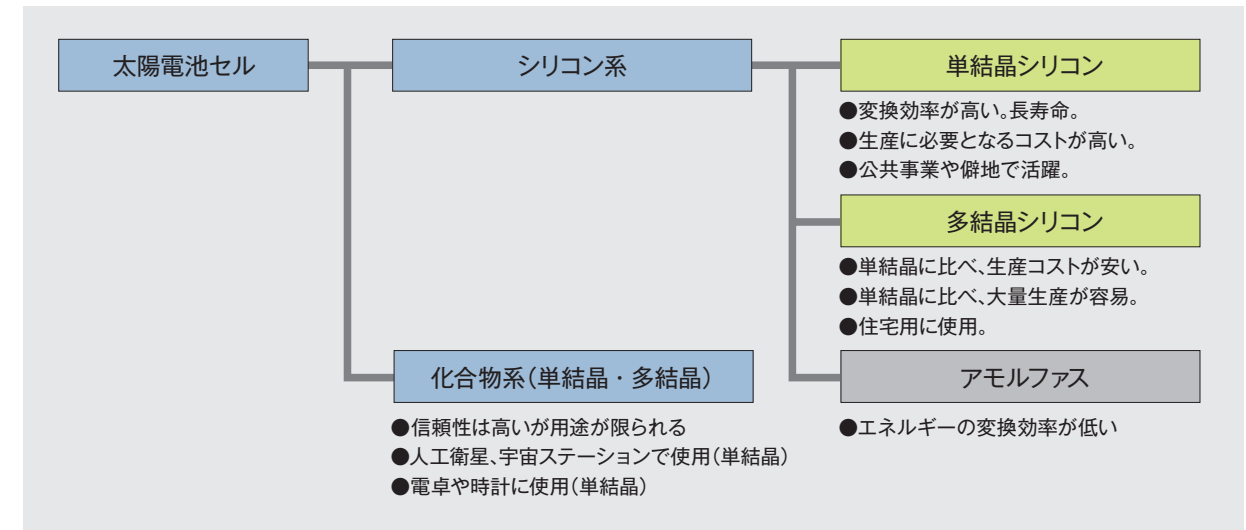 太陽電池セル
シリコン系
単結晶シリコン
●変換効率が高い。長寿命。
●生産に必要となるコストが高い。
●公共事業や僻地で活躍。
多結晶シリコン
●単結晶に比べ、生産コストが安い。
●単結晶に比べ、大量生産が容易。
●住宅用に使用。
化合物系(単結晶・多結晶)
●信頼性は高いが用途が限られる
●人工衛星、宇宙ステーションで使用(単結晶)
●電卓や時計に使用(単結晶)
アモルファス
●エネルギーの変換効率が低い